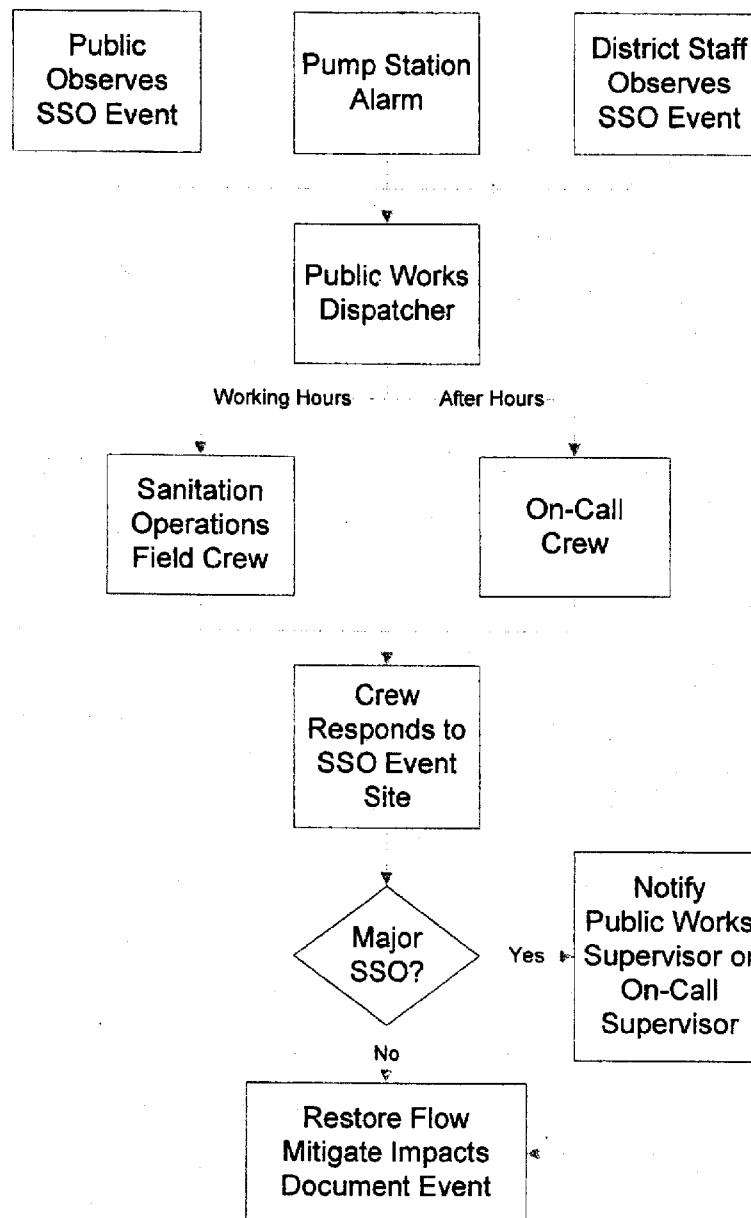 Public
Observes
SSO Event
Pump Station
Alarm
District Staff
Observes
SSO Event
Public Works
Dispatcher
Working Hours
After Hours
Sanitation
Operations
Field Crew
On-Call
Crew
Crew
Responds to
SSO Event
Site
Major
SSO?
Yes
Notify
Public Works
Supervisor or
On-Call
Supervisor
No
Restore Flow
Mitigate Impacts
Document Event